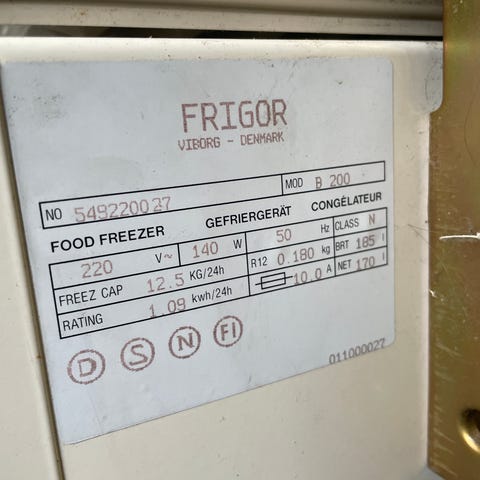 FRIGOR
VIBORG - DENMARK
NO 549220027 MOD B 200
FOOD FREEZER GEFRIERGERÄT CONGÉLATEUR
220 V~ 140 W 50 Hz CLASS N
FREEZ CAP 12.5 KG/24h R12 0.180 kg BRT 185 l
RATING 1.09 kwh/24h 10.0 A NET 170 l
D S N FI
011000027